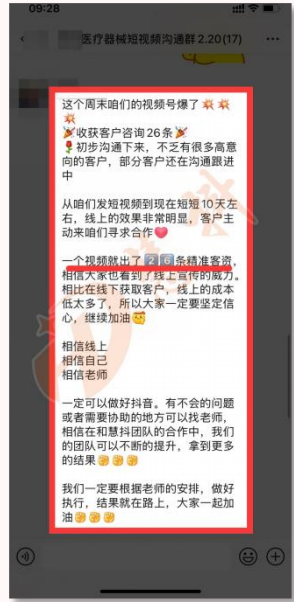 09:28
医疗器械短视频沟通群2.20(17)
这个周末咱们的视频号爆了💥💥
💥
🎉收获客户咨询26条🎉
🌹初步沟通下来,不乏有很多高意
向的客户,部分客户还在沟通跟进
中
从咱们发短视频到现在短短10天左
右,线上的效果非常明显,客户主
动来咱们寻求合作❤️
一个视频就出了2️⃣6️⃣条精准客资,
相信大家也看到了线上宣传的威力。
相比在线下获取客户,线上的成本
低太多了,所以大家一定要坚定信
心,继续加油
相信线上
相信自己
相信老师
一定可以做好抖音。有不会的问题
或者需要协助的地方可以找老师,
相信在和慧抖团队的合作中,我们
的团队可以不断的提升,拿到更多
的结果👏👏👏
我们一定要根据老师的安排,做好
执行,结果就在路上,大家一起加
油👏👏👏